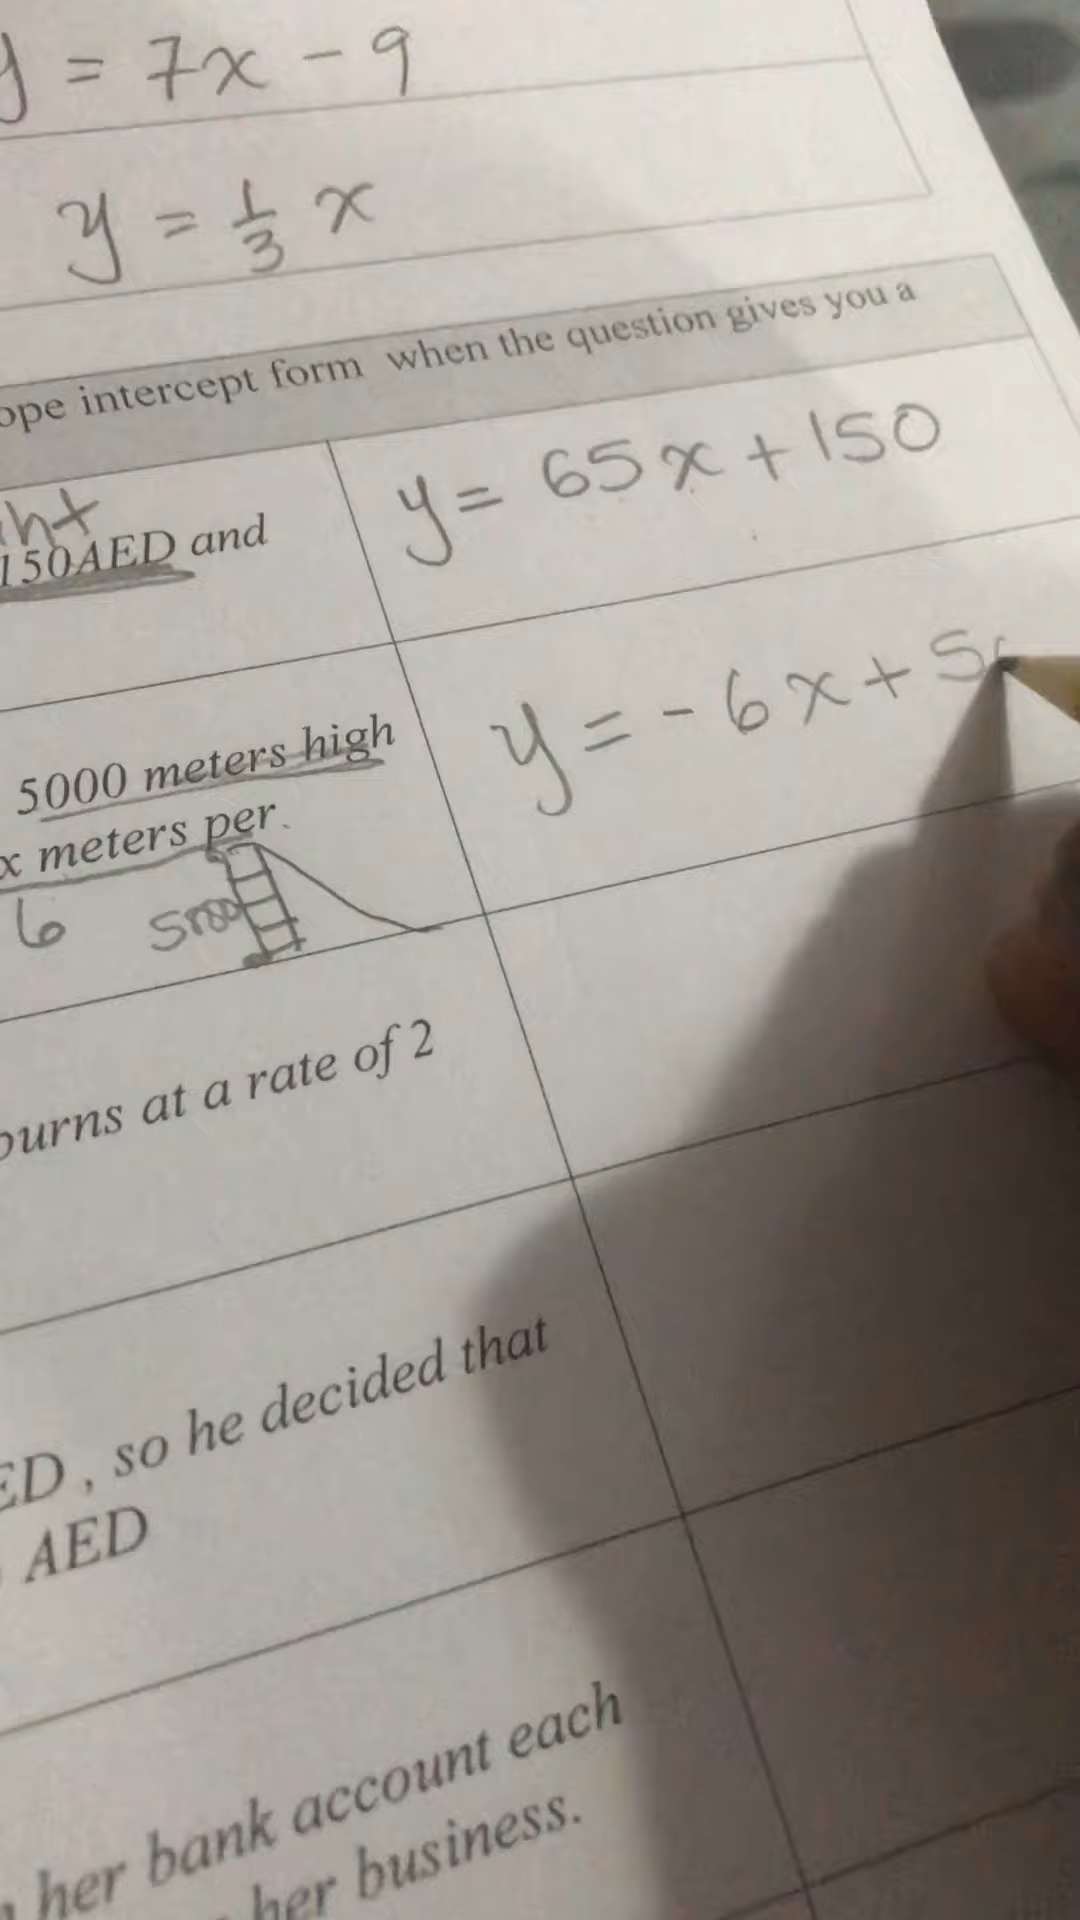 y = 7x - 9
y = 1/3 x
ope intercept form when the question gives you a
ht
150AED and
y = 65x + 150
5000 meters high
x meters per
y = -6x + 5
6
5000
burns at a rate of 2
ED , so he decided that
AED
her bank account each
her business.